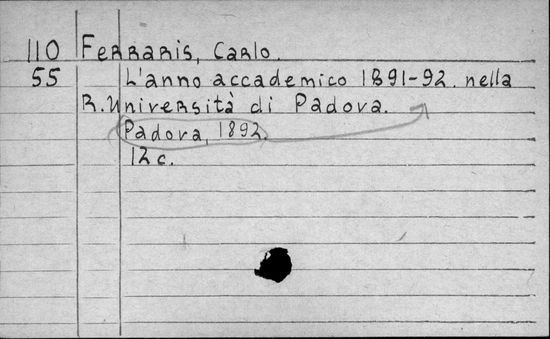 110 Ferraris, Carlo.
55 L'anno accademico 1891-92. nella
R. Università di Padova.
Padova, 1892.
12 c.